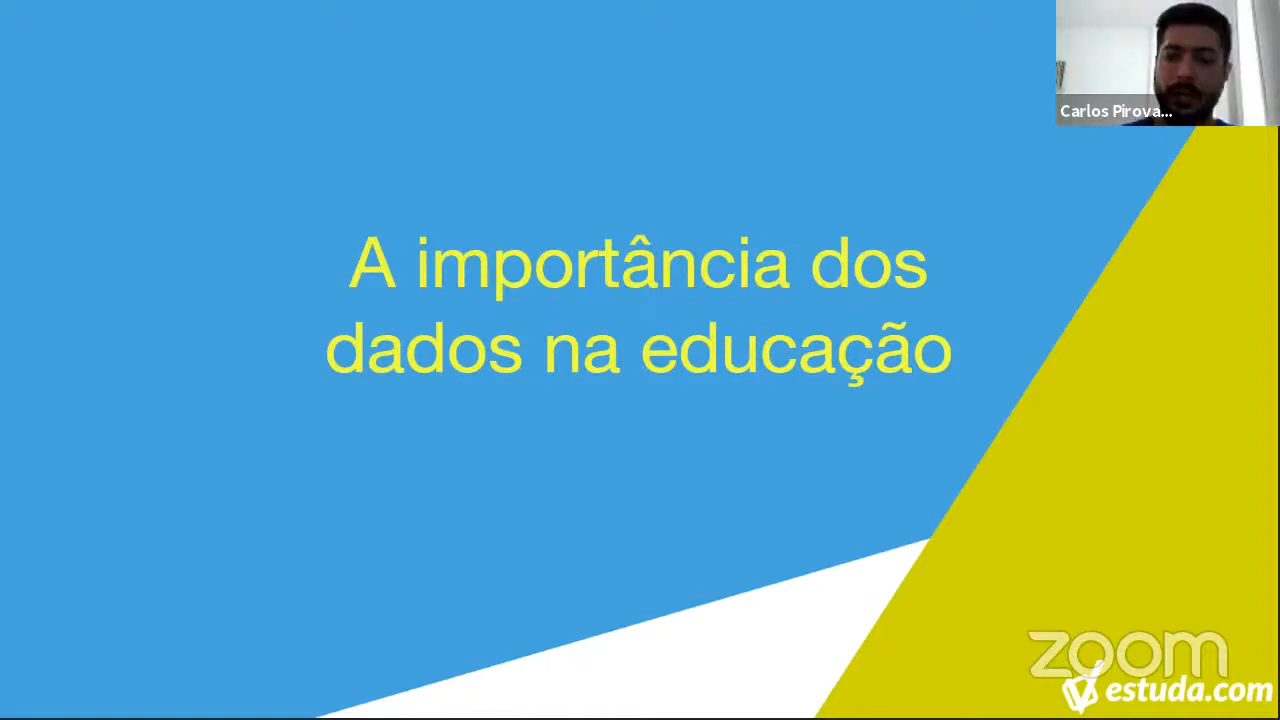 Carlos Pirova...
A importância dos
dados na educação
zoom
estuda.com